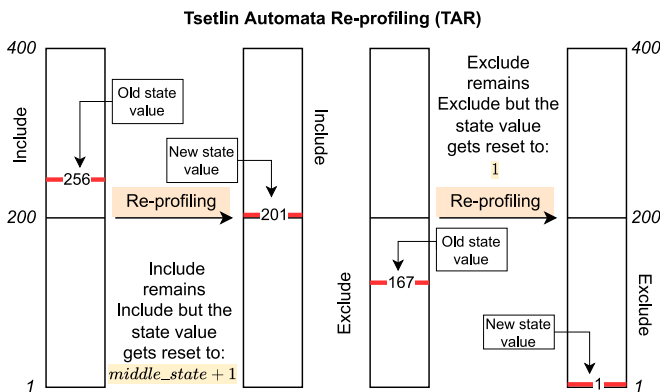 Tsetlin Automata Re-profiling (TAR)
400
Include
256
Old state
value
Re-profiling
200
Include
remains
Include but the
state value
gets reset to:
middle_state + 1
1
New state
value
201
Include
Exclude
167
Old state
value
Exclude
remains
Exclude but the
state value
gets reset to:
1
Re-profiling
New state
value
1
400
200
Exclude
1